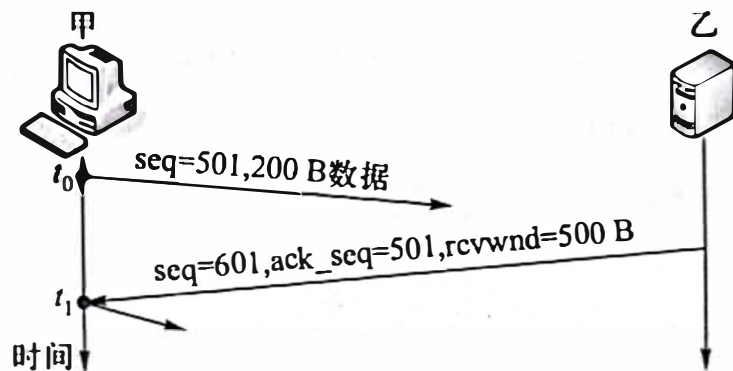 甲
乙
t₀
seq=501,200 B数据
seq=601,ack_seq=501,rcvwnd=500 B
t₁
时间